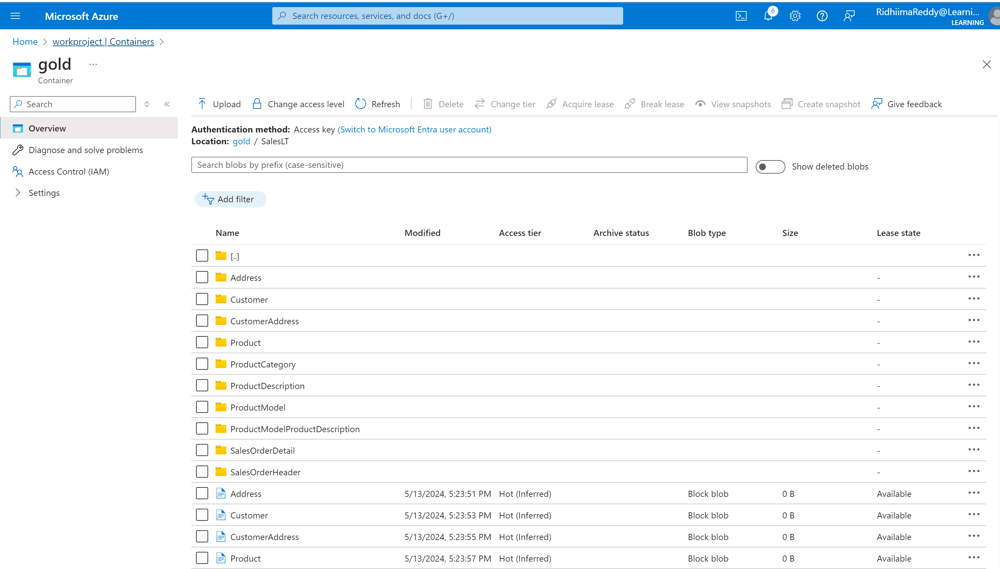 Microsoft Azure
Search resources, services, and docs (G+/)
6
RidhiimaReddy@Learni...
LEARNING
Home > workproject | Containers >
gold ...
Container
Search
Overview
Diagnose and solve problems
Access Control (IAM)
Settings
Upload Change access level Refresh Delete Change tier Acquire lease Break lease View snapshots Create snapshot Give feedback
Authentication method: Access key (Switch to Microsoft Entra user account)
Location: gold / SalesLT
Search blobs by prefix (case-sensitive)
Show deleted blobs
Add filter
Name Modified Access tier Archive status Blob type Size Lease state
[..]
Address -
Customer -
CustomerAddress -
Product -
ProductCategory -
ProductDescription -
ProductModel -
ProductModelProductDescription -
SalesOrderDetail -
SalesOrderHeader -
Address 5/13/2024, 5:23:51 PM Hot (Inferred) Block blob 0 B Available
Customer 5/13/2024, 5:23:53 PM Hot (Inferred) Block blob 0 B Available
CustomerAddress 5/13/2024, 5:23:55 PM Hot (Inferred) Block blob 0 B Available
Product 5/13/2024, 5:23:57 PM Hot (Inferred) Block blob 0 B Available